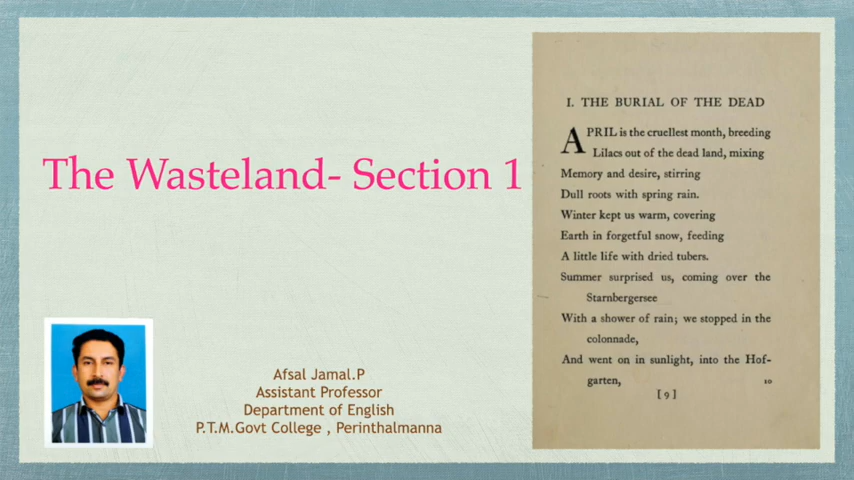 The Wasteland- Section 1
Afsal Jamal.P
Assistant Professor
Department of English
P.T.M.Govt College , Perinthalmanna
I. THE BURIAL OF THE DEAD
APRIL is the cruellest month, breeding
Lilacs out of the dead land, mixing
Memory and desire, stirring
Dull roots with spring rain.
Winter kept us warm, covering
Earth in forgetful snow, feeding
A little life with dried tubers.
Summer surprised us, coming over the
Starnbergersee
With a shower of rain; we stopped in the
colonnade,
And went on in sunlight, into the Hof-
garten, 10
[ 9 ]